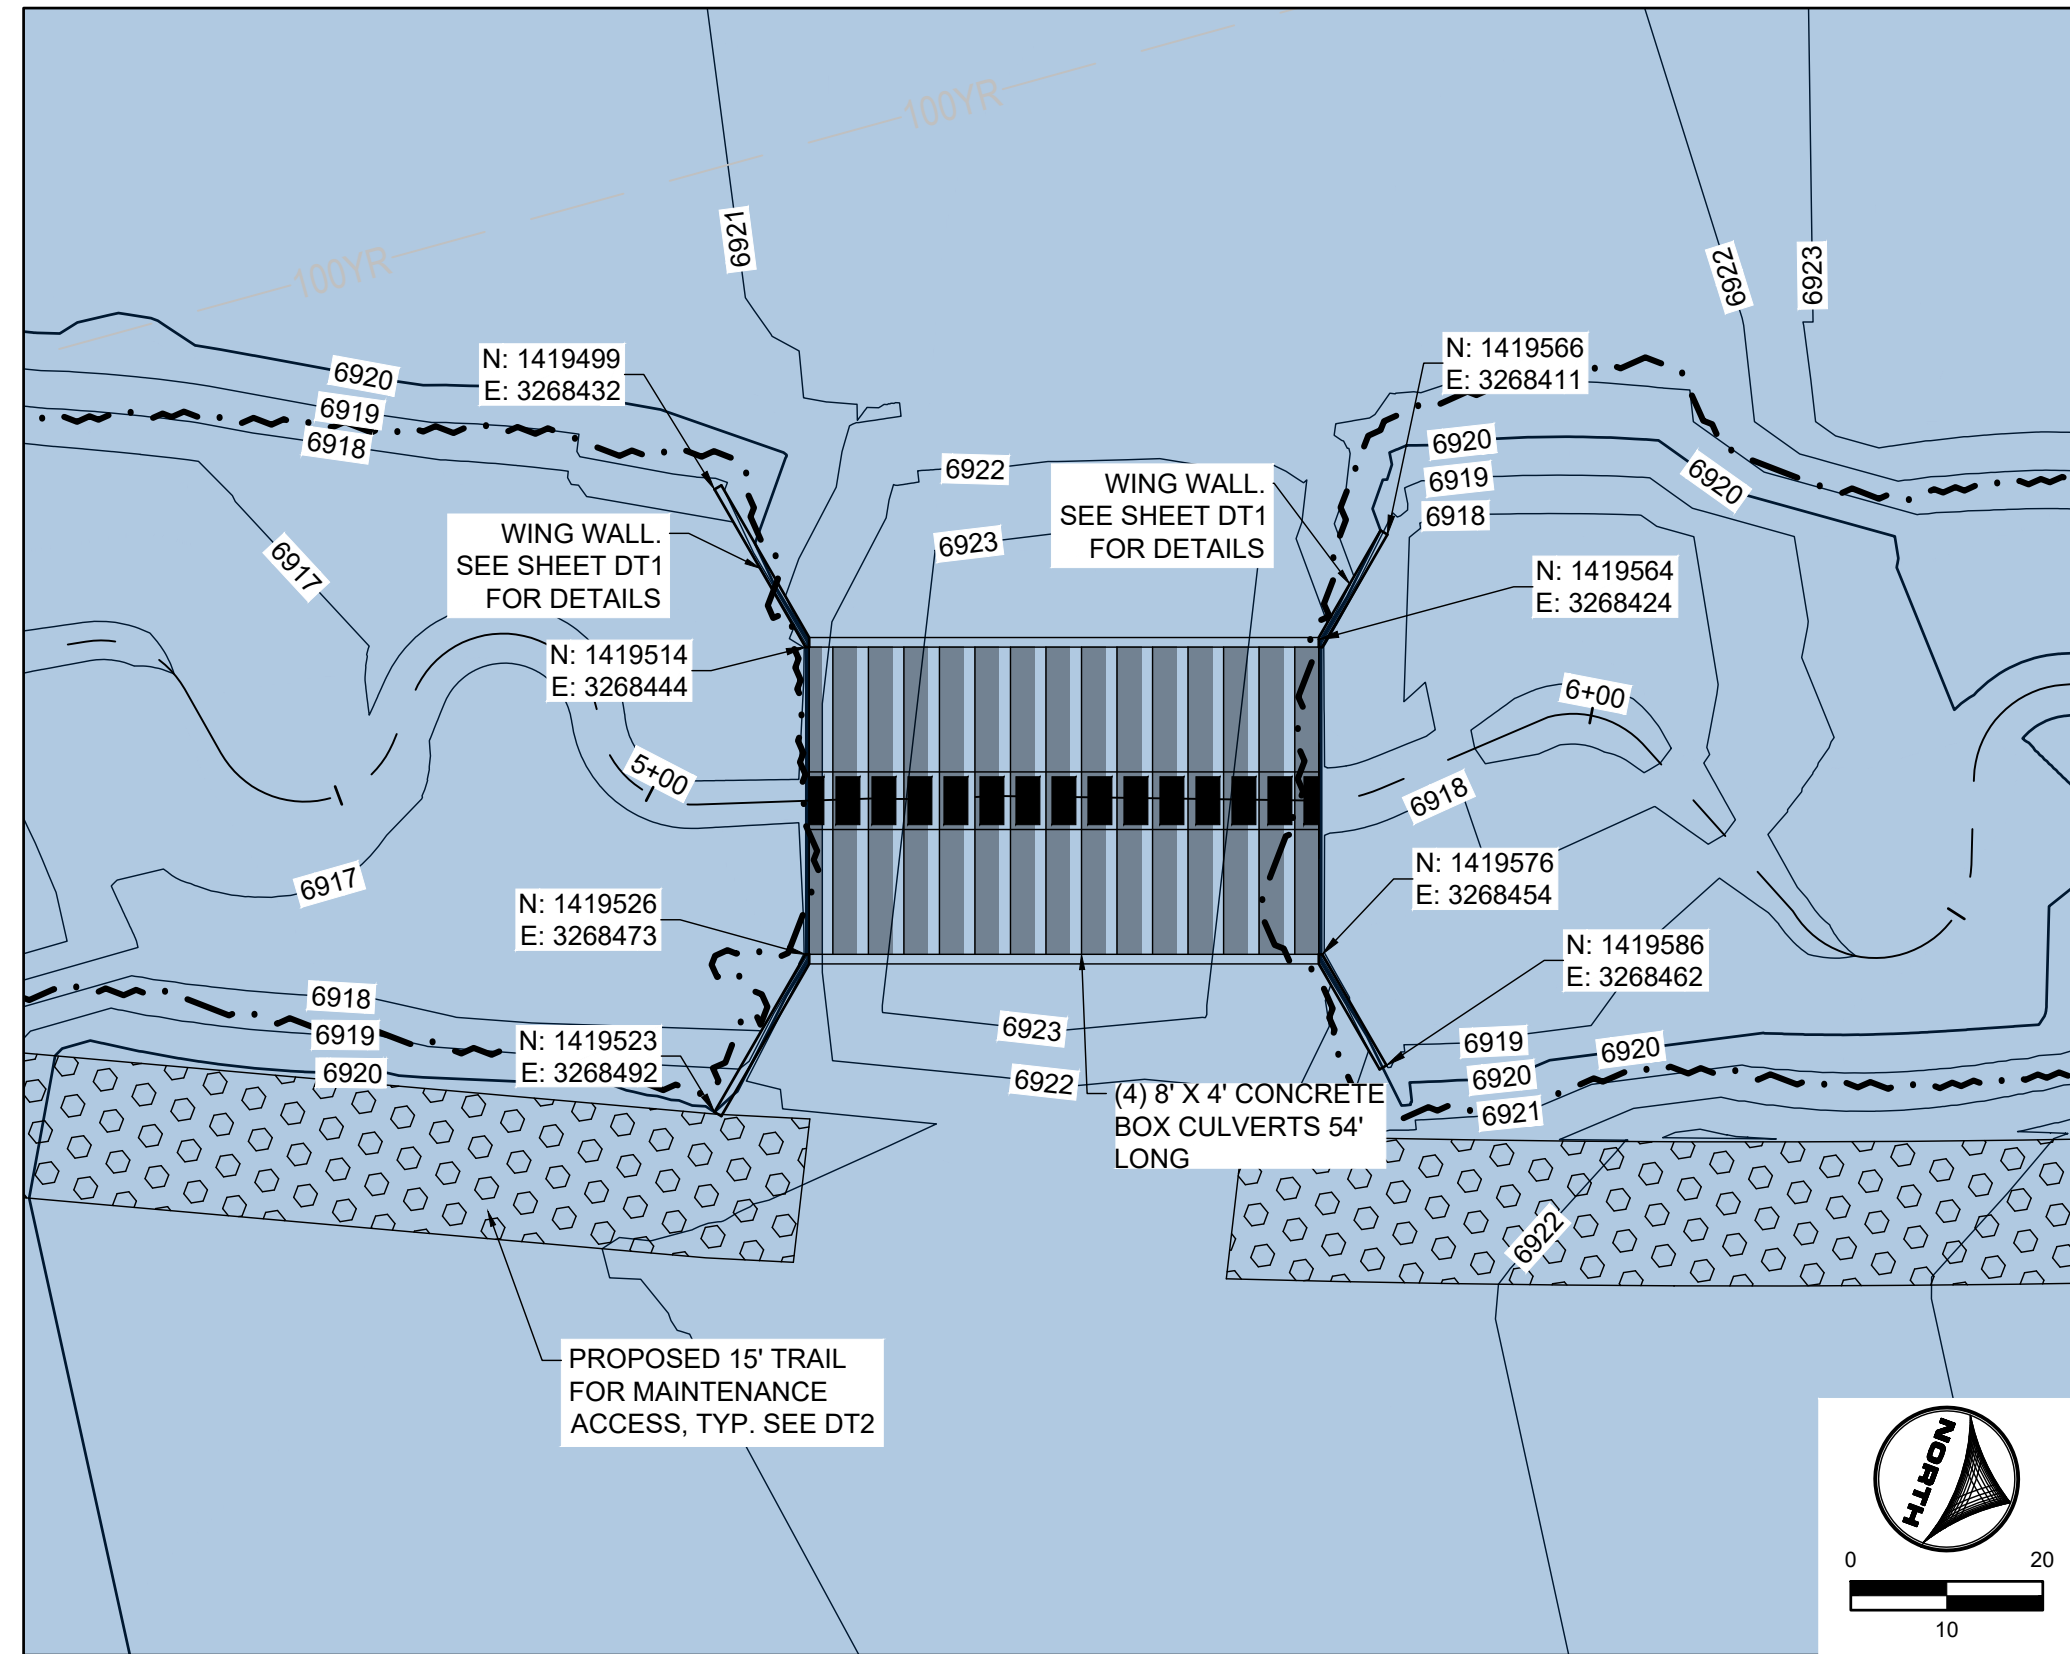 100YR
100YR
6921
6922
6923
N: 1419499
E: 3268432
N: 1419566
E: 3268411
6920
6919
6918
6922
6920
6919
6918
6920
WING WALL.
SEE SHEET DT1
FOR DETAILS
WING WALL.
SEE SHEET DT1
FOR DETAILS
6923
6917
N: 1419564
E: 3268424
N: 1419514
E: 3268444
6+00
5+00
6918
6917
N: 1419576
E: 3268454
N: 1419526
E: 3268473
N: 1419586
E: 3268462
6918
6919
6920
N: 1419523
E: 3268492
6923
6922
6919
6920
6920
6921
(4) 8' X 4' CONCRETE
BOX CULVERTS 54'
LONG
6922
PROPOSED 15' TRAIL
FOR MAINTENANCE
ACCESS, TYP. SEE DT2
NORTH
0
20
10